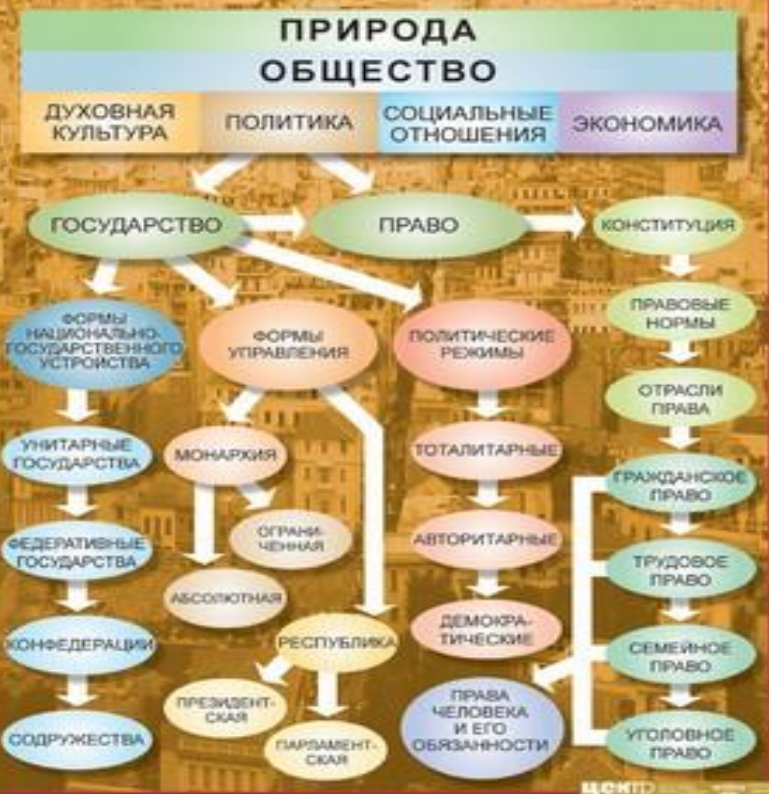 ПРИРОДА
ОБЩЕСТВО
ДУХОВНАЯ
КУЛЬТУРА
ПОЛИТИКА
СОЦИАЛЬНЫЕ
ОТНОШЕНИЯ
ЭКОНОМИКА
ГОСУДАРСТВО
ПРАВО
КОНСТИТУЦИЯ
ФОРМЫ
НАЦИОНАЛЬНО-
ГОСУДАРСТВЕННОГО
УСТРОЙСТВА
ФОРМЫ
УПРАВЛЕНИЯ
ПОЛИТИЧЕСКИЕ
РЕЖИМЫ
ПРАВОВЫЕ
НОРМЫ
ОТРАСЛИ
ПРАВА
УНИТАРНЫЕ
ГОСУДАРСТВА
МОНАРХИЯ
ТОТАЛИТАРНЫЕ
ГРАЖДАНСКОЕ
ПРАВО
ФЕДЕРАТИВНЫЕ
ГОСУДАРСТВА
ОГРАНИ-
ЧЕННАЯ
АВТОРИТАРНЫЕ
ТРУДОВОЕ
ПРАВО
АБСОЛЮТНАЯ
КОНФЕДЕРАЦИИ
РЕСПУБЛИКА
ДЕМОКРА-
ТИЧЕСКИЕ
СЕМЕЙНОЕ
ПРАВО
ПРЕЗИДЕНТ-
СКАЯ
ПРАВА
ЧЕЛОВЕКА
И ЕГО
ОБЯЗАННОСТИ
СОДРУЖЕСТВА
ПАРЛАМЕНТ-
СКАЯ
УГОЛОВНОЕ
ПРАВО